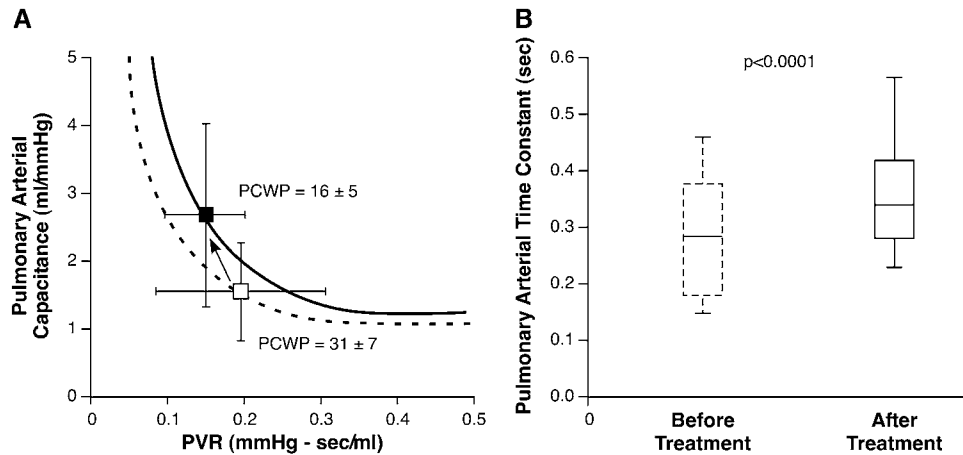 A
Pulmonary Arterial
Capacitance (ml/mmHg)
5
4
3
2
1
0
PCWP = 16 ± 5
PCWP = 31 ± 7
0
0.1
0.2
0.3
0.4
0.5
PVR (mmHg - sec/ml)
B
Pulmonary Arterial Time Constant (sec)
0.6
0.5
0.4
0.3
0.2
0.1
0.0
p<0.0001
0
Before
Treatment
After
Treatment